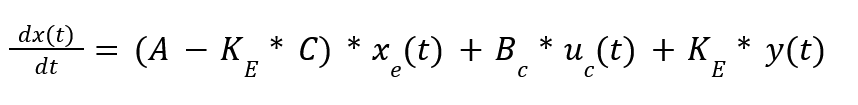 dx(t)/dt = (A − K_E * C) * x_e(t) + B_c * u_c(t) + K_E * y(t)